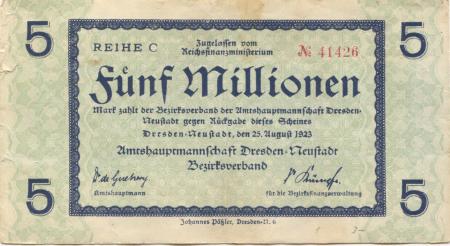 5 5
REIHE C
Zugelassen vom
Reichsfinanzministerium
№ 41426
Fünf Millionen
Mark zahlt der Bezirksverband der Amtshauptmannschaft Dresden-
Neustadt gegen Rückgabe dieses Scheines
Dresden-Neustadt, den 25. August 1923
Amtshauptmannschaft Dresden-Neustadt
Bezirksverband
Amtshauptmann
für die Bezirksfinanzverwaltung
5 5
Johannes Päßler, Dresden-N. 6